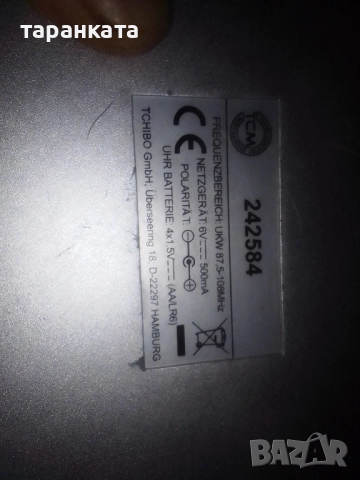 таранката
TCM
242584
FREQUENZBEREICH: UKW 87.5-108MHz
NETZGERÄT: 6V 500mA
POLARITÄT:
UHR BATTERIE: 4x1.5V (AA/LR6)
TCHIBO GmbH, Überseering 18, D-22297 HAMBURG
CE
BAZAR